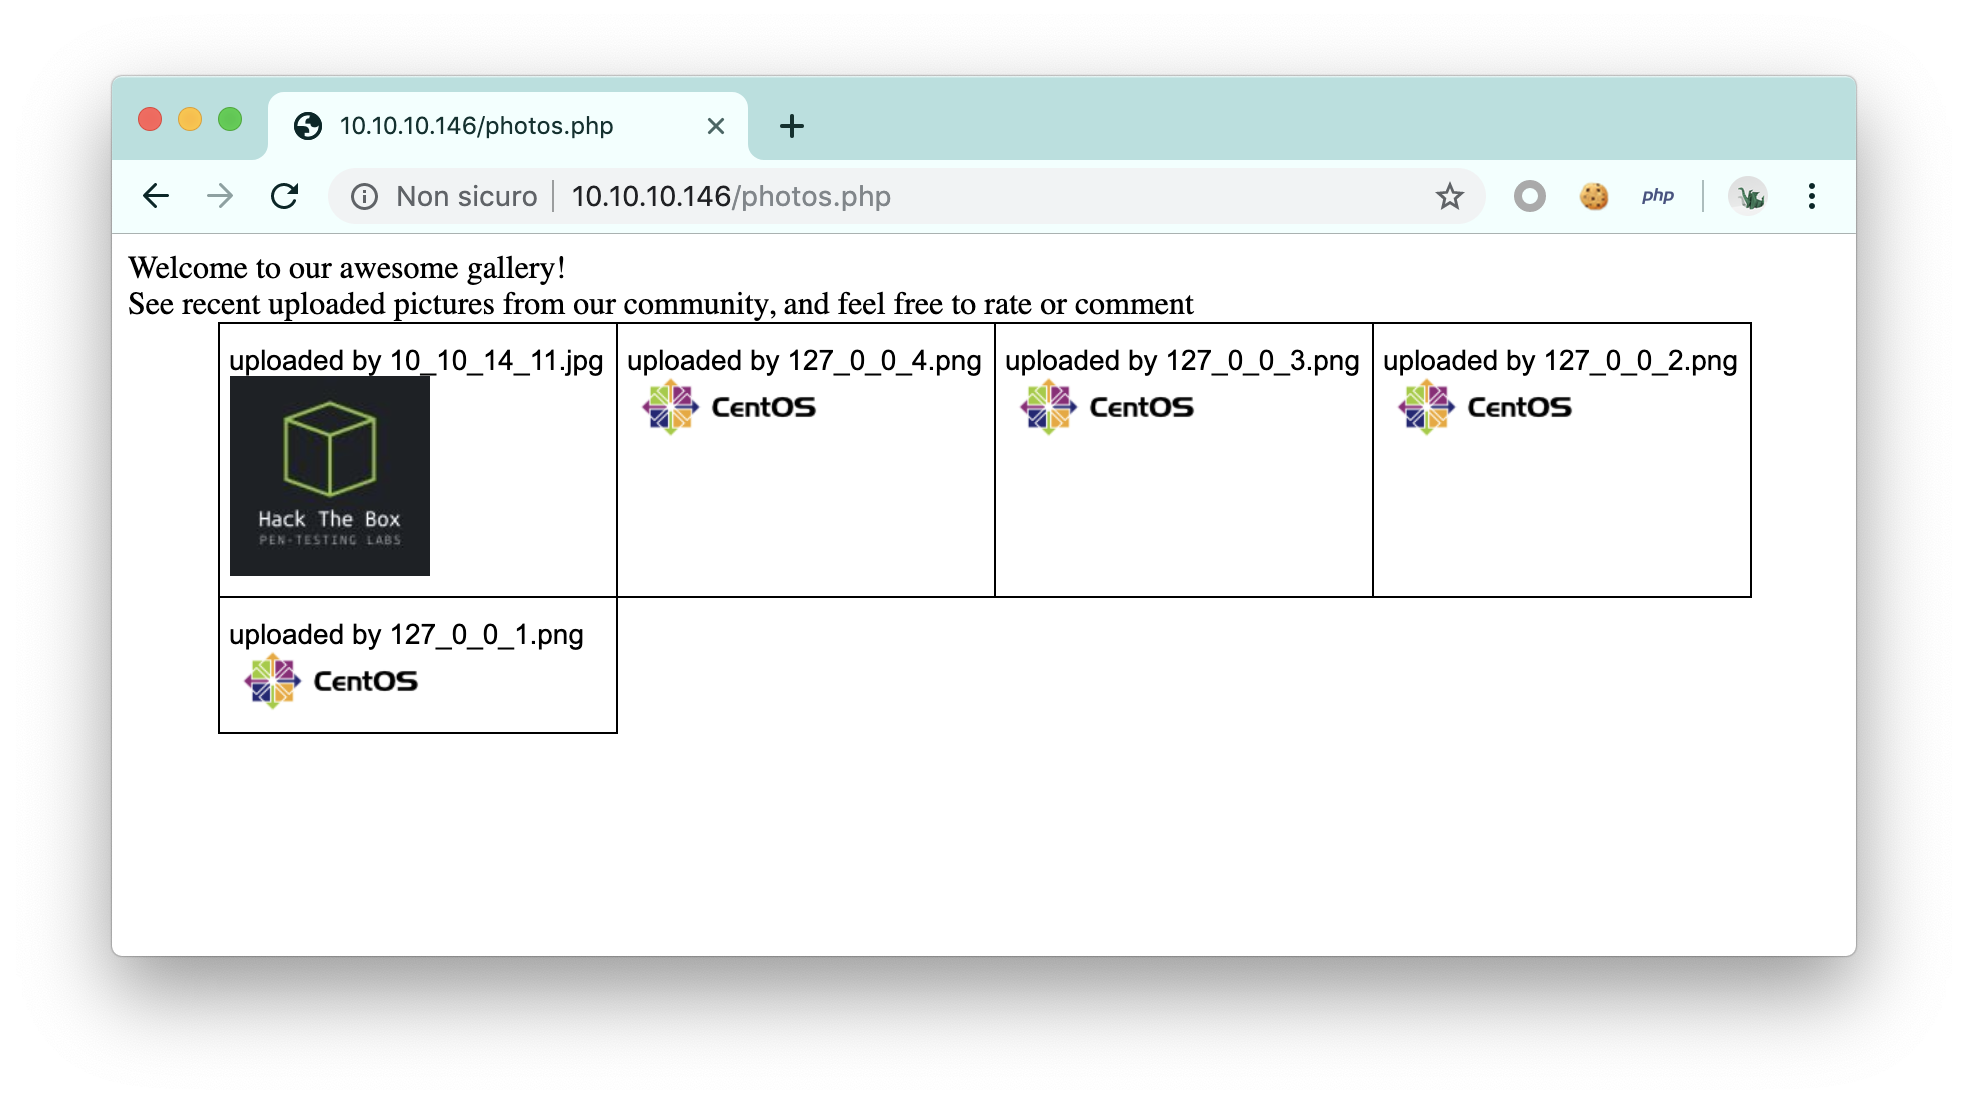 10.10.10.146/photos.php
Non sicuro 10.10.10.146/photos.php
php
Welcome to our awesome gallery!
See recent uploaded pictures from our community, and feel free to rate or comment
uploaded by 10_10_14_11.jpg
Hack The Box
PEN-TESTING LABS
uploaded by 127_0_0_4.png
CentOS
uploaded by 127_0_0_3.png
CentOS
uploaded by 127_0_0_2.png
CentOS
uploaded by 127_0_0_1.png
CentOS